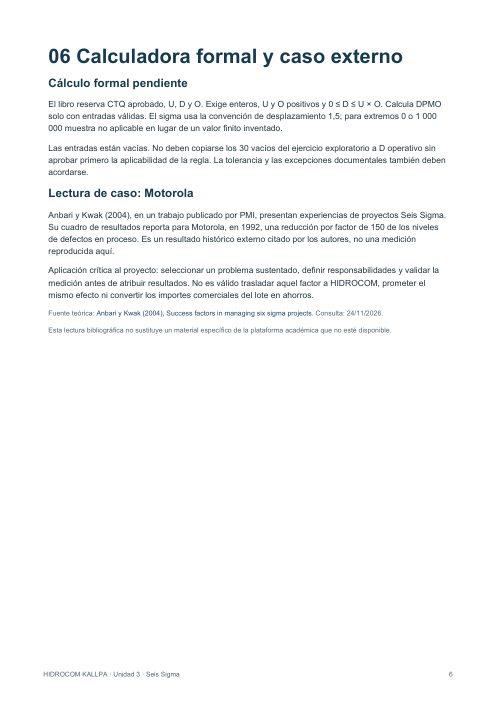 06 Calculadora formal y caso externo
Cálculo formal pendiente
El libro reserva CTQ aprobado, U, D y O. Exige enteros, U y O positivos y 0 ≤ D ≤ U × O. Calcula DPMO
solo con entradas válidas. El sigma usa la convención de desplazamiento 1,5; para extremos 0 o 1 000
000 muestra no aplicable en lugar de un valor finito inventado.
Las entradas están vacías. No deben copiarse los 30 vacíos del ejercicio exploratorio a D operativo sin
aprobar primero la aplicabilidad de la regla. La tolerancia y las excepciones documentales también deben
acordarse.
Lectura de caso: Motorola
Anbari y Kwak (2004), en un trabajo publicado por PMI, presentan experiencias de proyectos Seis Sigma.
Su cuadro de resultados reporta para Motorola, en 1992, una reducción por factor de 150 de los niveles
de defectos en proceso. Es un resultado histórico externo citado por los autores, no una medición
reproducida aquí.
Aplicación crítica al proyecto: seleccionar un problema sustentado, definir responsabilidades y validar la
medición antes de atribuir resultados. No es válido trasladar aquel factor a HIDROCOM, prometer el
mismo efecto ni convertir los importes comerciales del lote en ahorros.
Fuente teórica: Anbari y Kwak (2004), Success factors in managing six sigma projects. Consulta: 24/11/2026.
Esta lectura bibliográfica no sustituye un material específico de la plataforma académica que no esté disponible.
HIDROCOM KALLPA · Unidad 3 · Seis Sigma
6